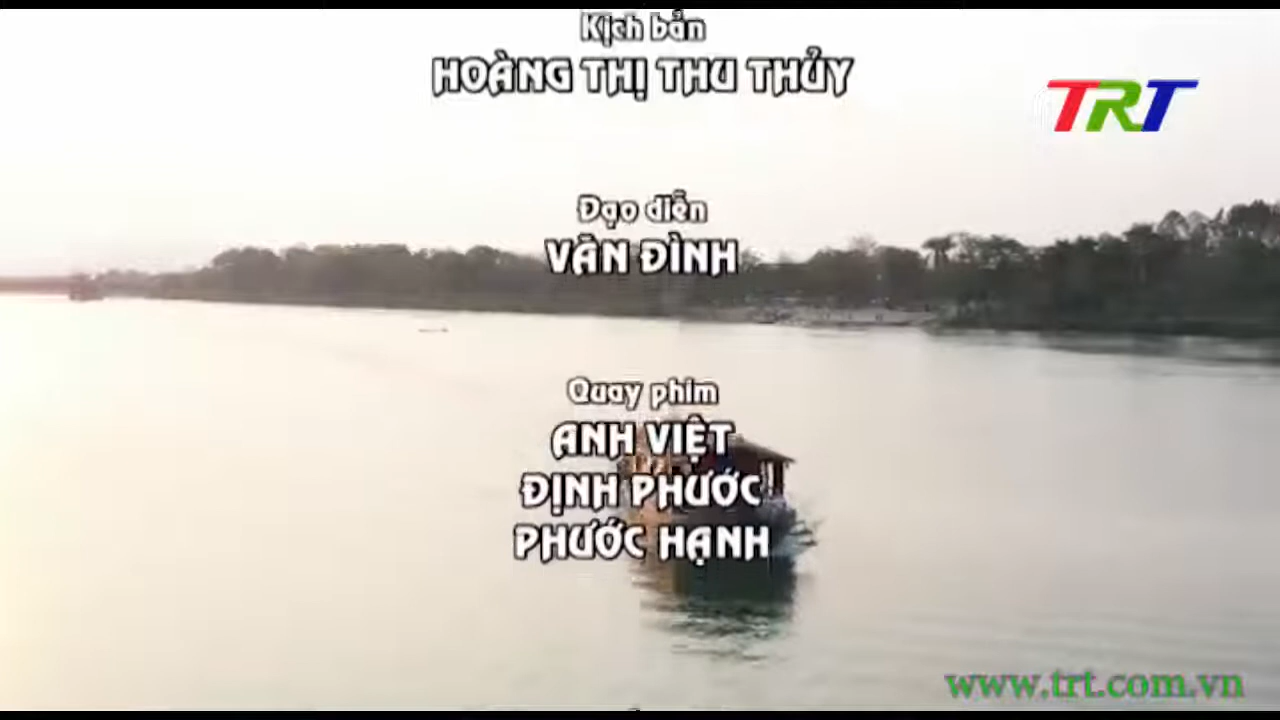 Kịch bản
HOÀNG THỊ THU THỦY
TRT
Đạo diễn
VĂN ĐÌNH
Quay phim
ANH VIỆT
ĐỊNH PHƯỚC
PHƯỚC HẠNH
www.trt.com.vn